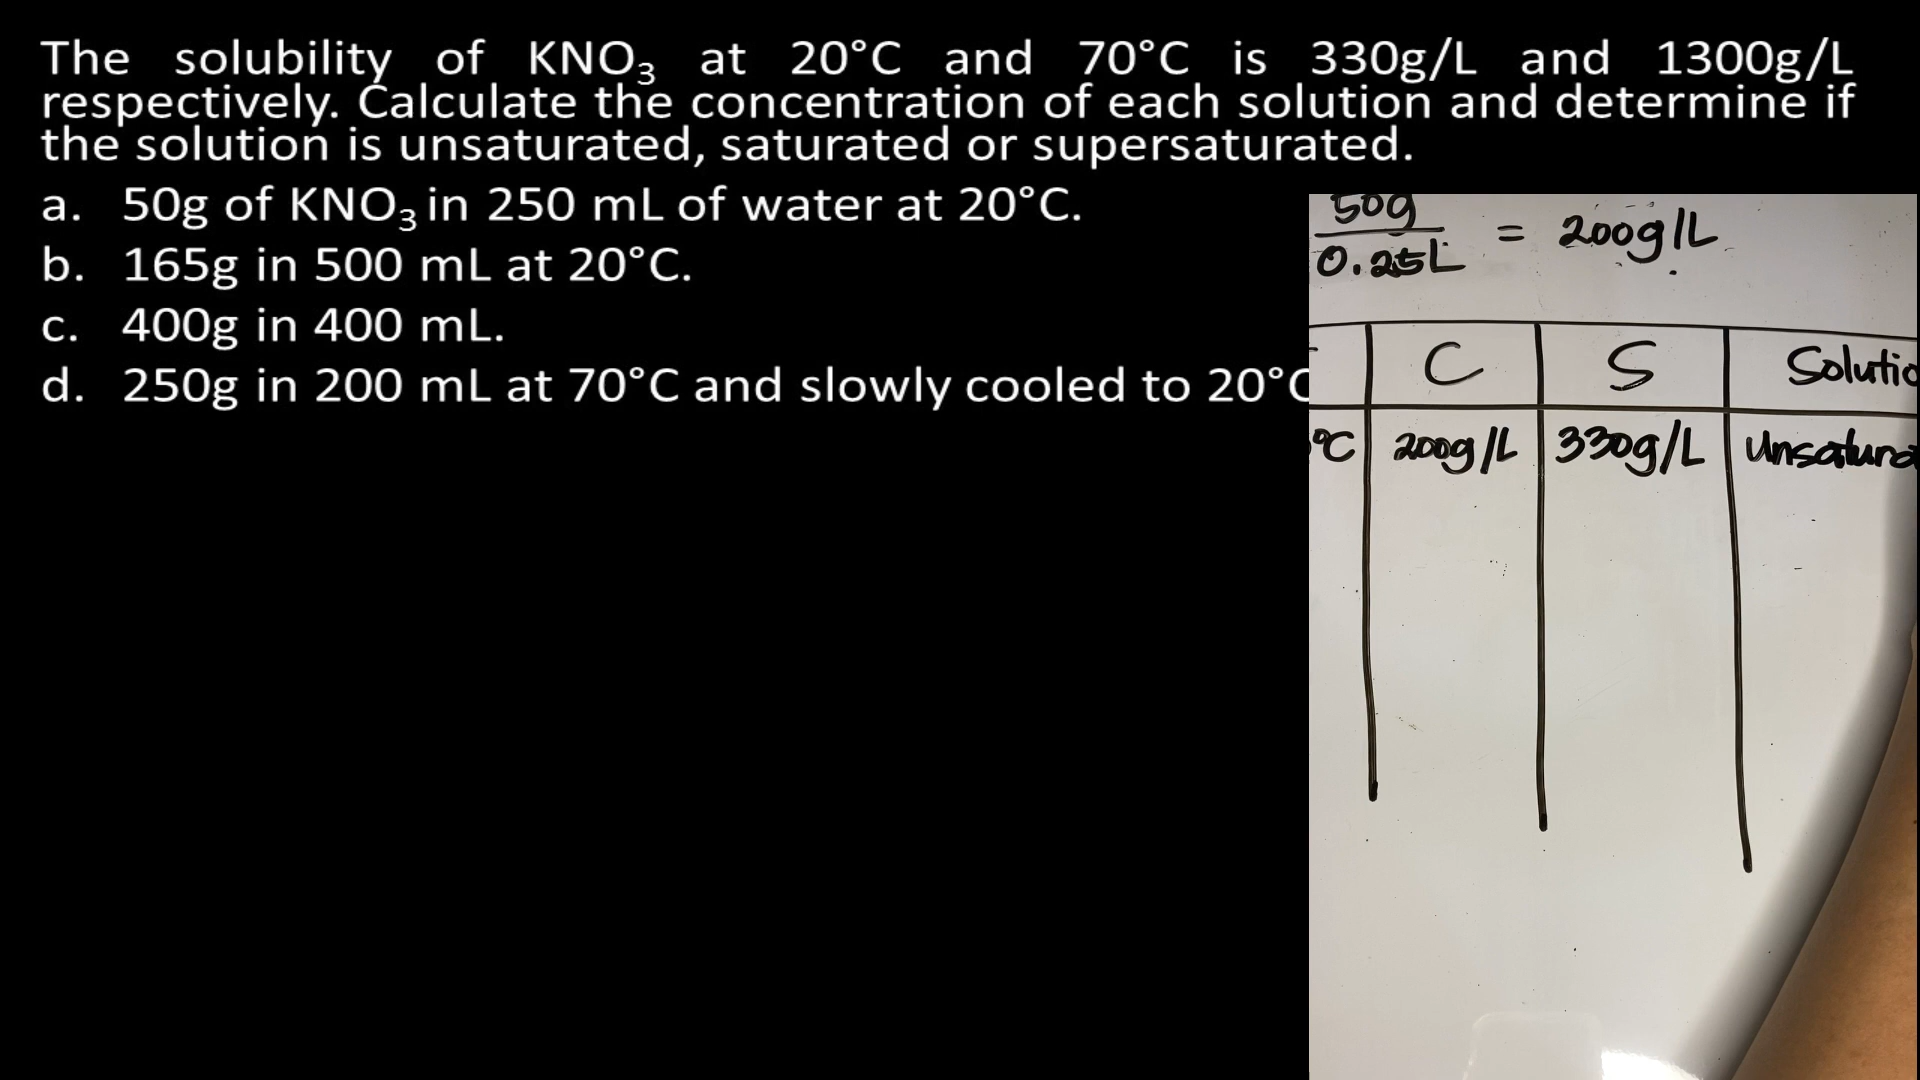 The solubility of KNO₃ at 20°C and 70°C is 330g/L and 1300g/L
respectively. Calculate the concentration of each solution and determine if
the solution is unsaturated, saturated or supersaturated.
a. 50g of KNO₃ in 250 mL of water at 20°C.
b. 165g in 500 mL at 20°C.
c. 400g in 400 mL.
d. 250g in 200 mL at 70°C and slowly cooled to 20°C
50g
= 200g/L
0.25L
C S Solutio
°C 200g/L 330g/L Unsatura